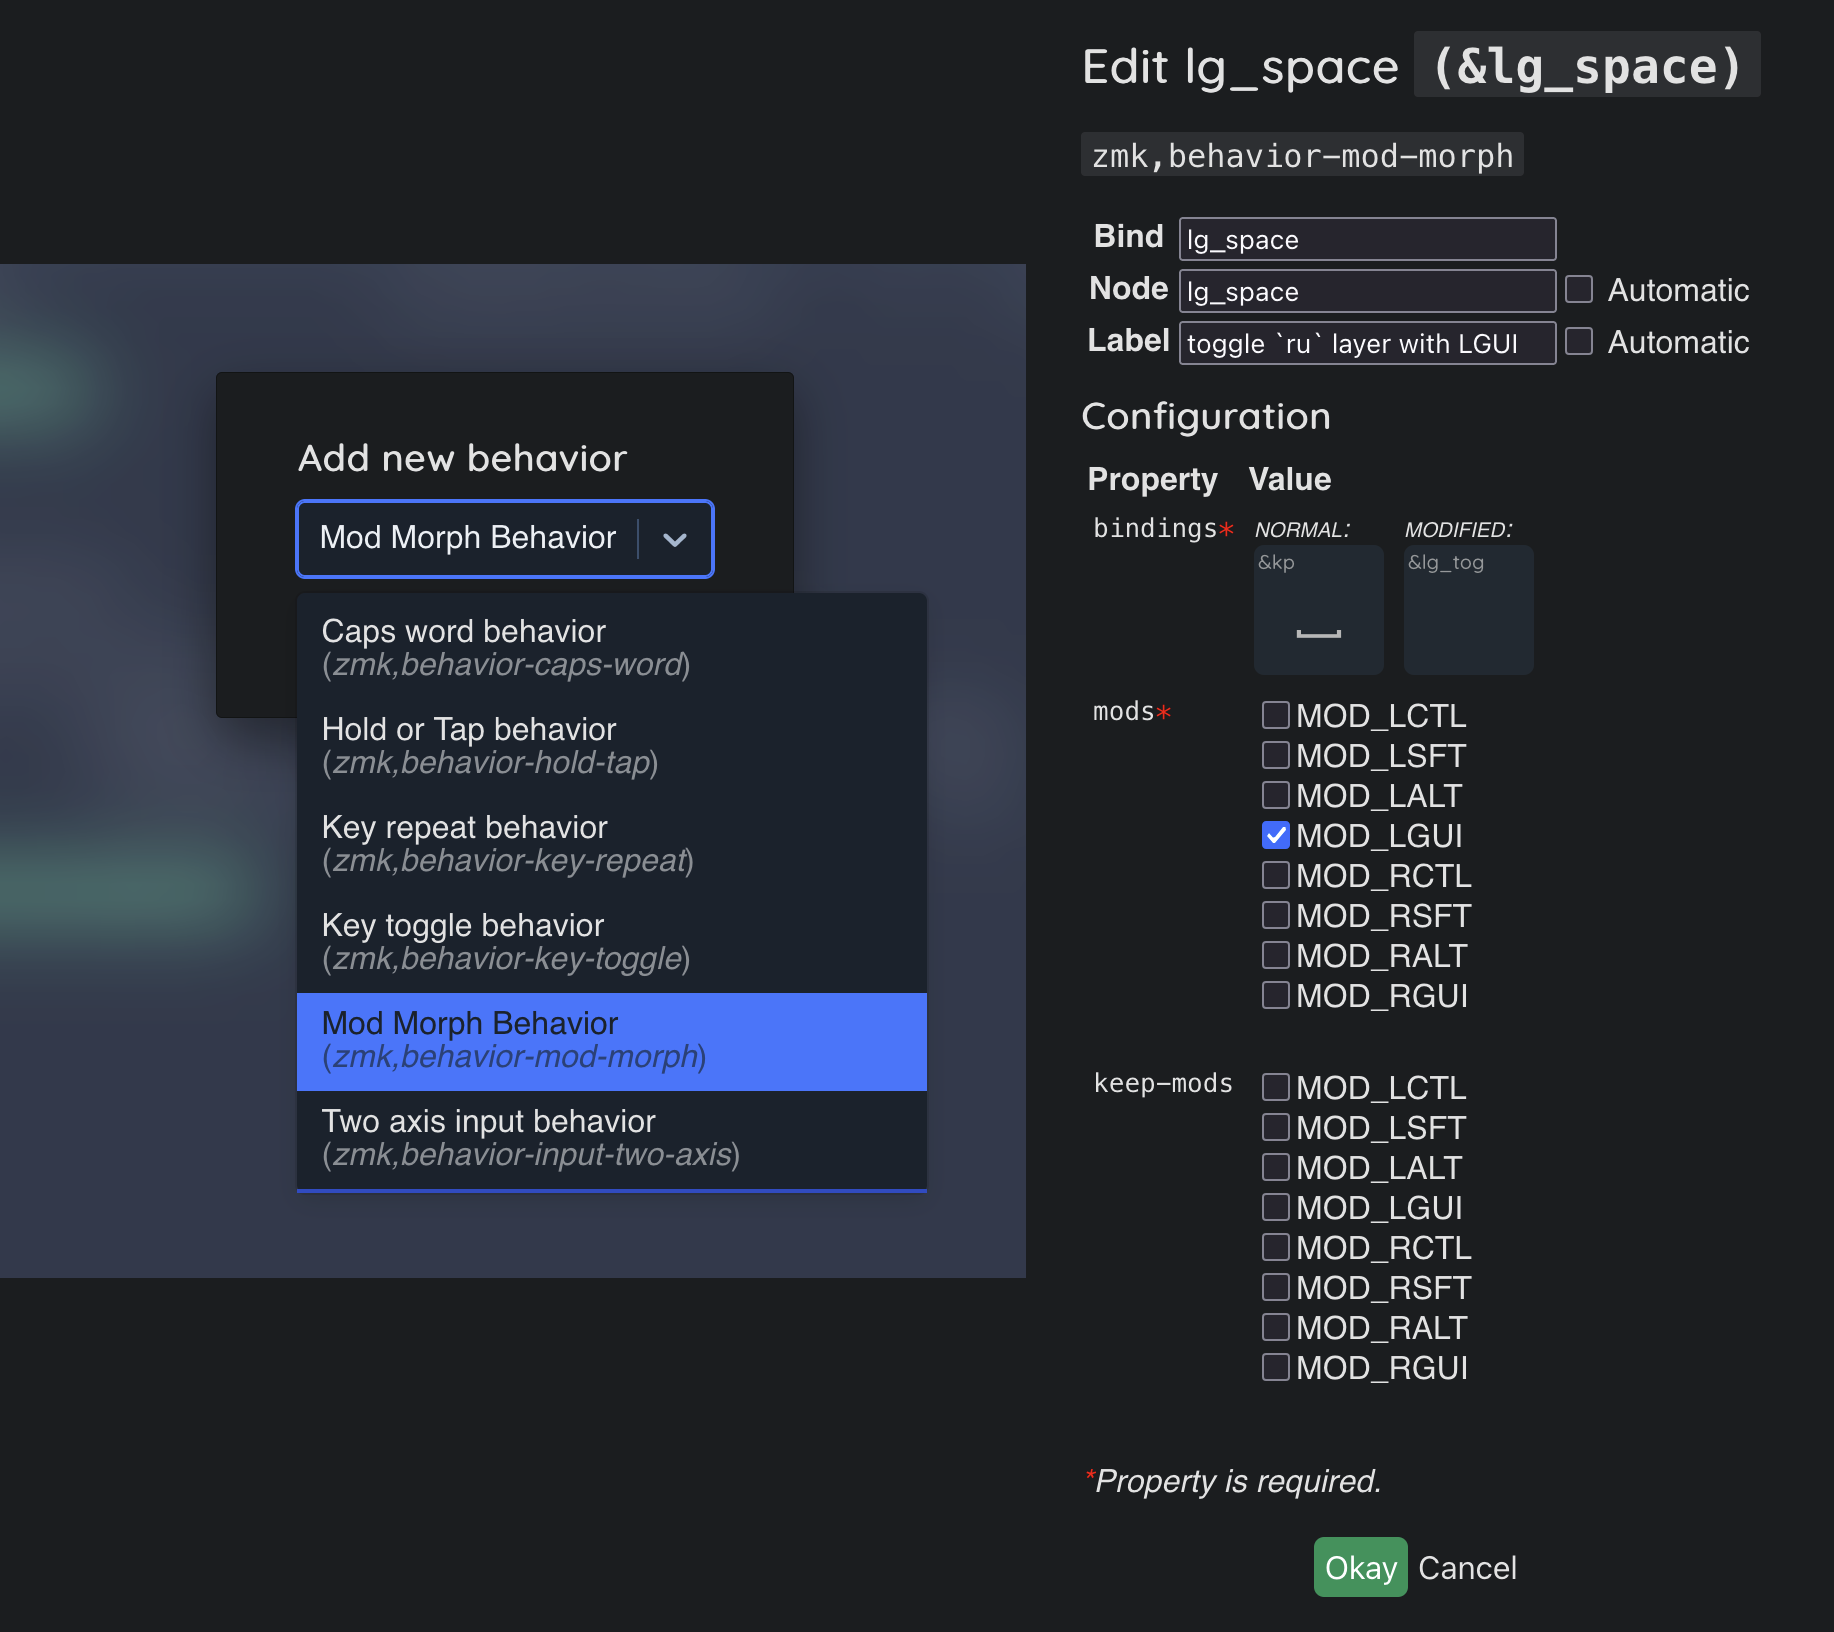 Add new behavior
Mod Morph Behavior
Caps word behavior
(zmk,behavior-caps-word)
Hold or Tap behavior
(zmk,behavior-hold-tap)
Key repeat behavior
(zmk,behavior-key-repeat)
Key toggle behavior
(zmk,behavior-key-toggle)
Mod Morph Behavior
(zmk,behavior-mod-morph)
Two axis input behavior
(zmk,behavior-input-two-axis)
Edit lg_space (&lg_space)
zmk,behavior-mod-morph
Bind lg_space
Node lg_space Automatic
Label toggle `ru` layer with LGUI Automatic
Configuration
Property Value
bindings* NORMAL: MODIFIED:
&kp &lg_tog
mods* MOD_LCTL
MOD_LSFT
MOD_LALT
MOD_LGUI
MOD_RCTL
MOD_RSFT
MOD_RALT
MOD_RGUI
keep-mods MOD_LCTL
MOD_LSFT
MOD_LALT
MOD_LGUI
MOD_RCTL
MOD_RSFT
MOD_RALT
MOD_RGUI
*Property is required.
Okay Cancel